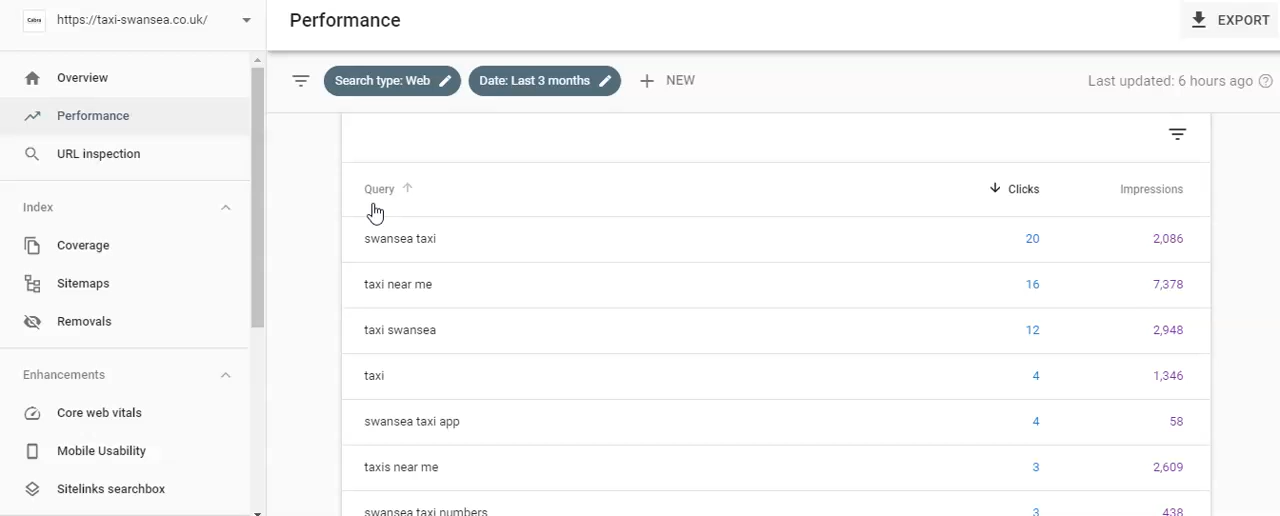 Cabra https://taxi-swansea.co.uk/
Performance
EXPORT
Overview
Performance
URL inspection
Index
Coverage
Sitemaps
Removals
Enhancements
Core web vitals
Mobile Usability
Sitelinks searchbox
Search type: Web Date: Last 3 months NEW Last updated: 6 hours ago
Query Clicks Impressions
swansea taxi 20 2,086
taxi near me 16 7,378
taxi swansea 12 2,948
taxi 4 1,346
swansea taxi app 4 58
taxis near me 3 2,609
swansea taxi numbers 3 438